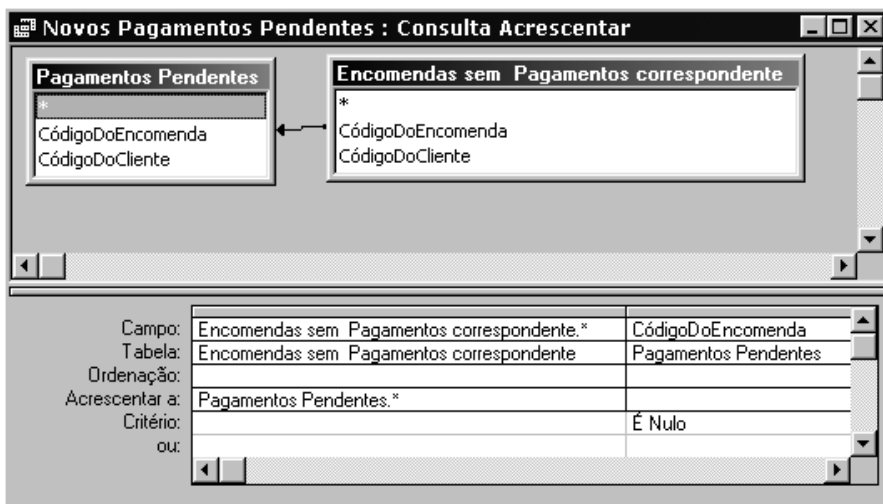 Novos Pagamentos Pendentes : Consulta Acrescentar
Pagamentos Pendentes
*
CódigoDoEncomenda
CódigoDoCliente
Encomendas sem Pagamentos correspondente
*
CódigoDoEncomenda
CódigoDoCliente
Campo: Encomendas sem Pagamentos correspondente.* CódigoDoEncomenda
Tabela: Encomendas sem Pagamentos correspondente Pagamentos Pendentes
Ordenação:
Acrescentar a: Pagamentos Pendentes.*
Critério: É Nulo
ou: